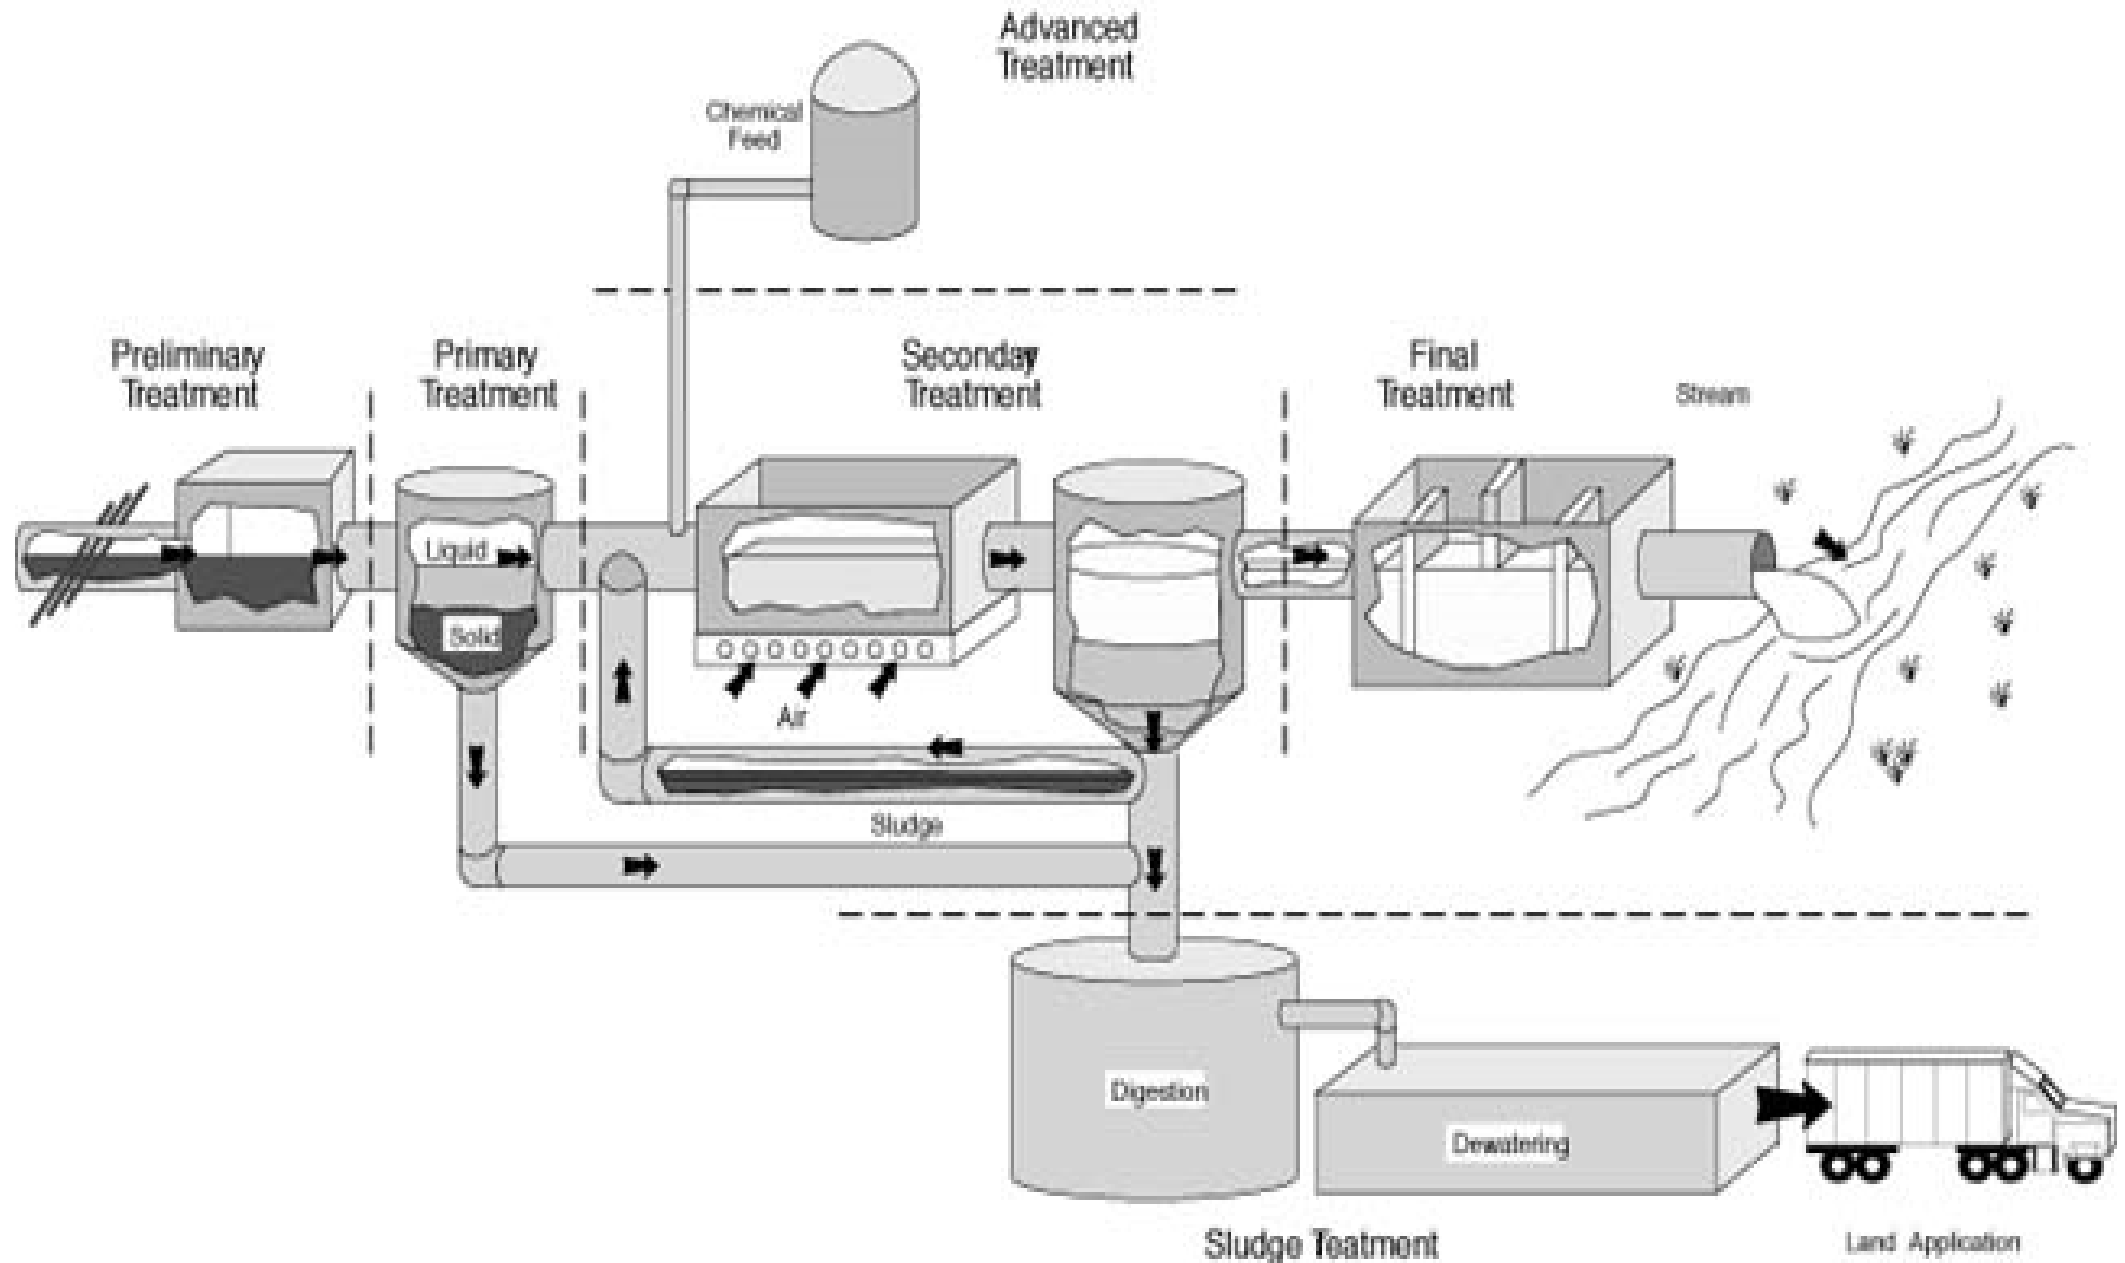 Advanced
Treatment
Chemical
Feed
Preliminary
Treatment
Primary
Treatment
Seconday
Treatment
Final
Treatment
Stream
Liquid
Solid
Air
Sludge
Digestion
Dewatering
Sludge Teatment
Land Application